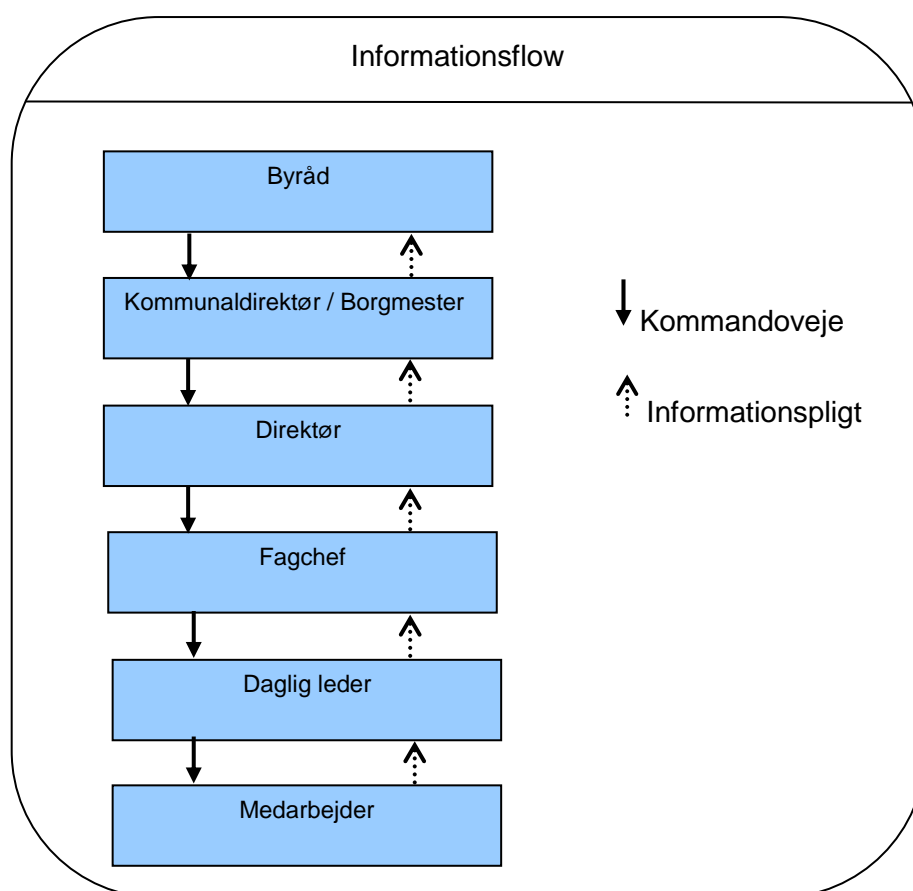 Informationsflow
Byråd
Kommunaldirektør / Borgmester
Kommandoveje
Informationspligt
Direktør
Fagchef
Daglig leder
Medarbejder